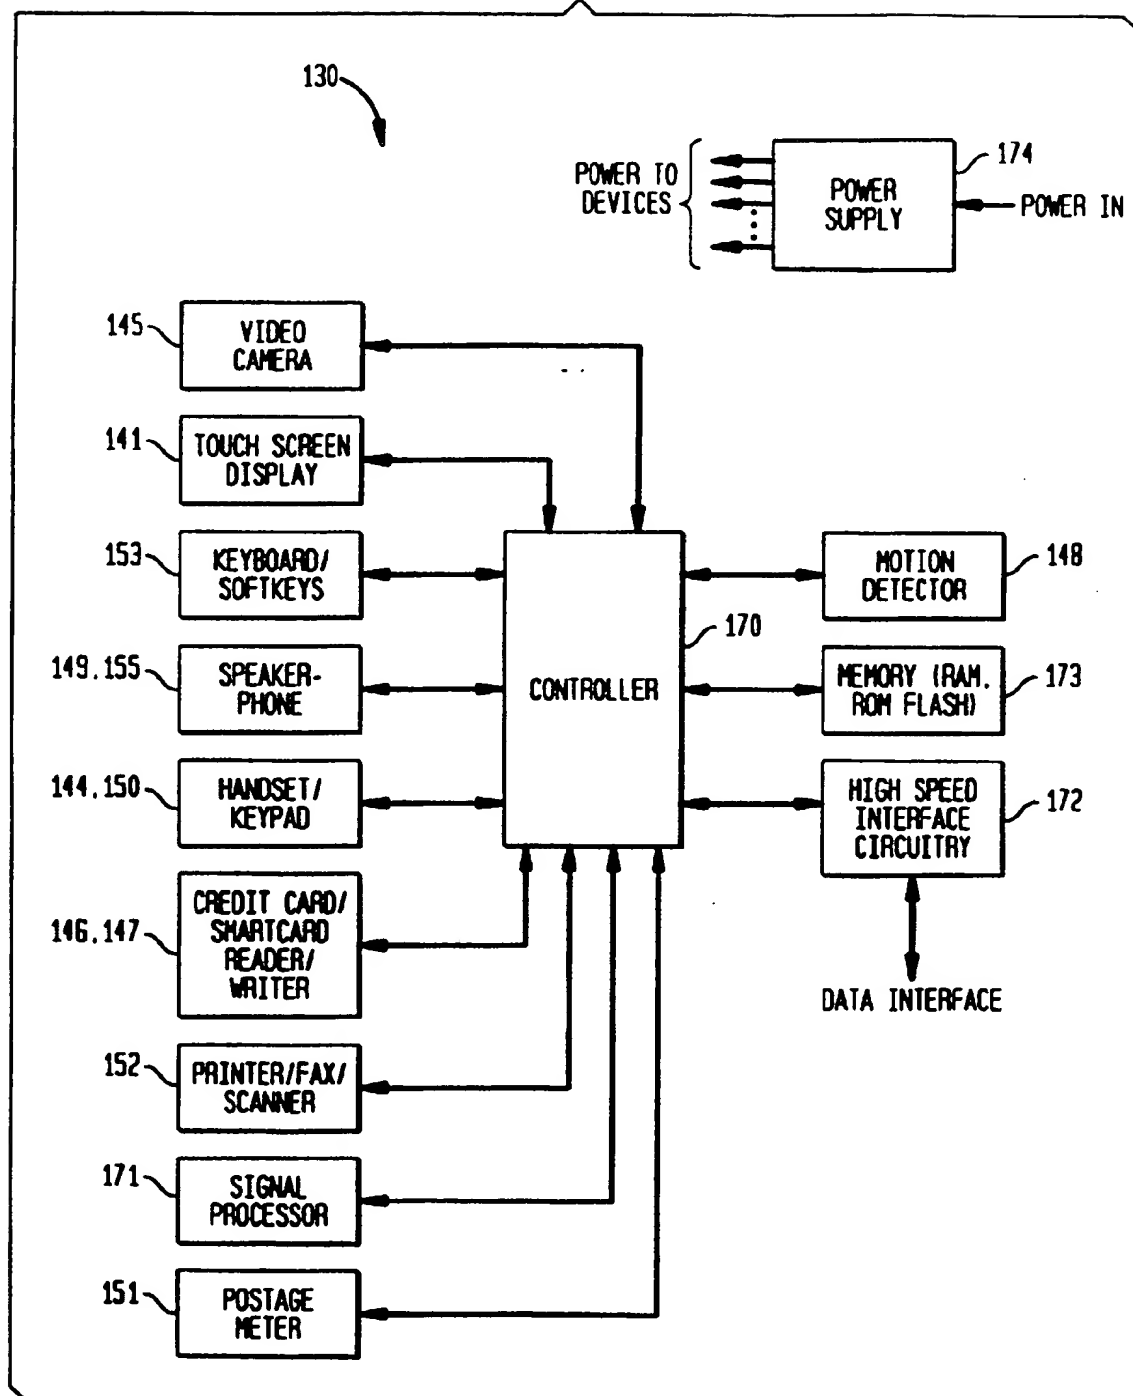 130
174
POWER TO
DEVICES
POWER
SUPPLY
POWER IN
145
VIDEO
CAMERA
141
TOUCH SCREEN
DISPLAY
153
KEYBOARD/
SOFTKEYS
MOTION
DETECTOR
148
170
149,155
SPEAKER-
PHONE
CONTROLLER
MEMORY (RAM,
ROM FLASH)
173
144,150
HANDSET/
KEYPAD
HIGH SPEED
INTERFACE
CIRCUITRY
172
146,147
CREDIT CARD/
SMARTCARD
READER/
WRITER
DATA INTERFACE
152
PRINTER/FAX/
SCANNER
171
SIGNAL
PROCESSOR
151
POSTAGE
METER